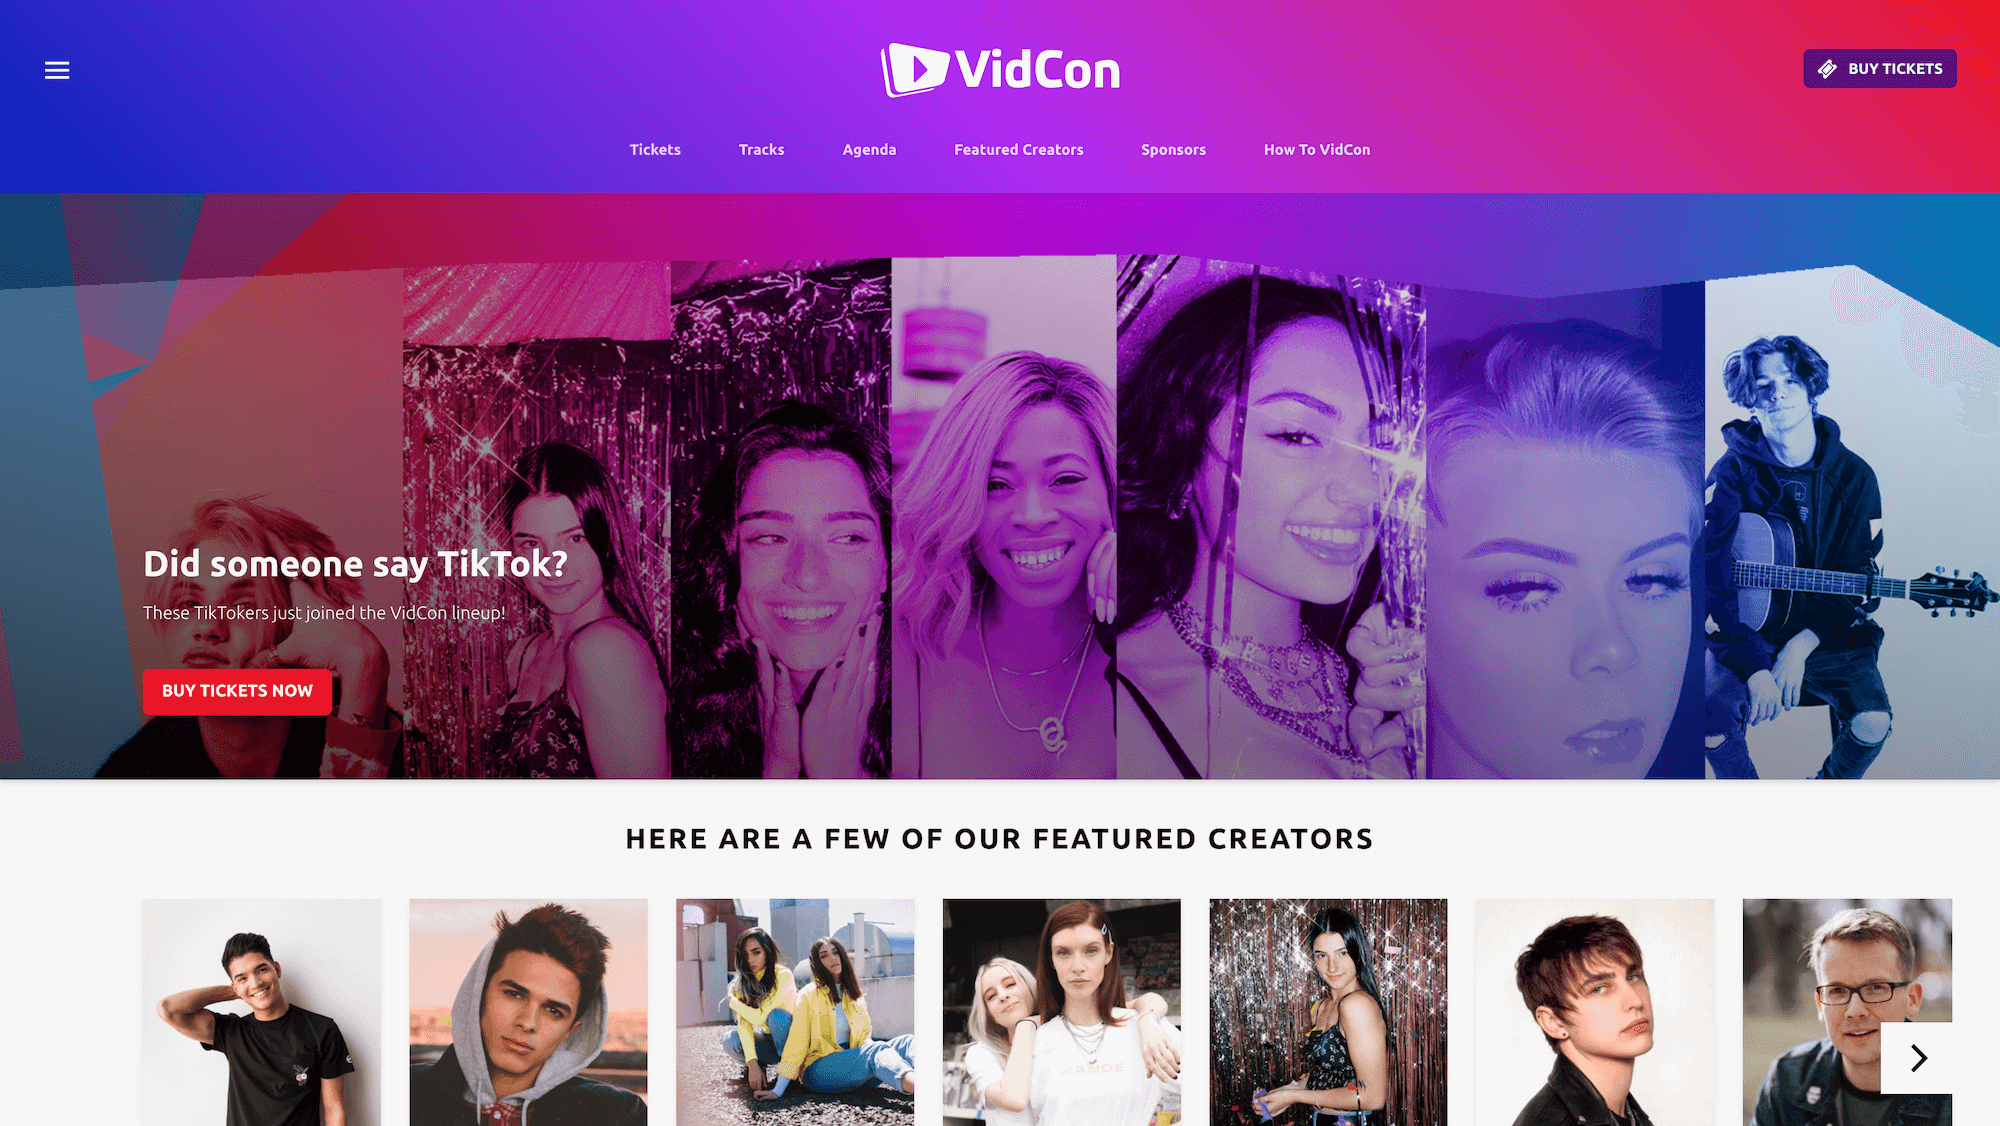 VidCon
BUY TICKETS
Tickets
Tracks
Agenda
Featured Creators
Sponsors
How To VidCon
Did someone say TikTok?
These TikTokers just joined the VidCon lineup!
BUY TICKETS NOW
HERE ARE A FEW OF OUR FEATURED CREATORS